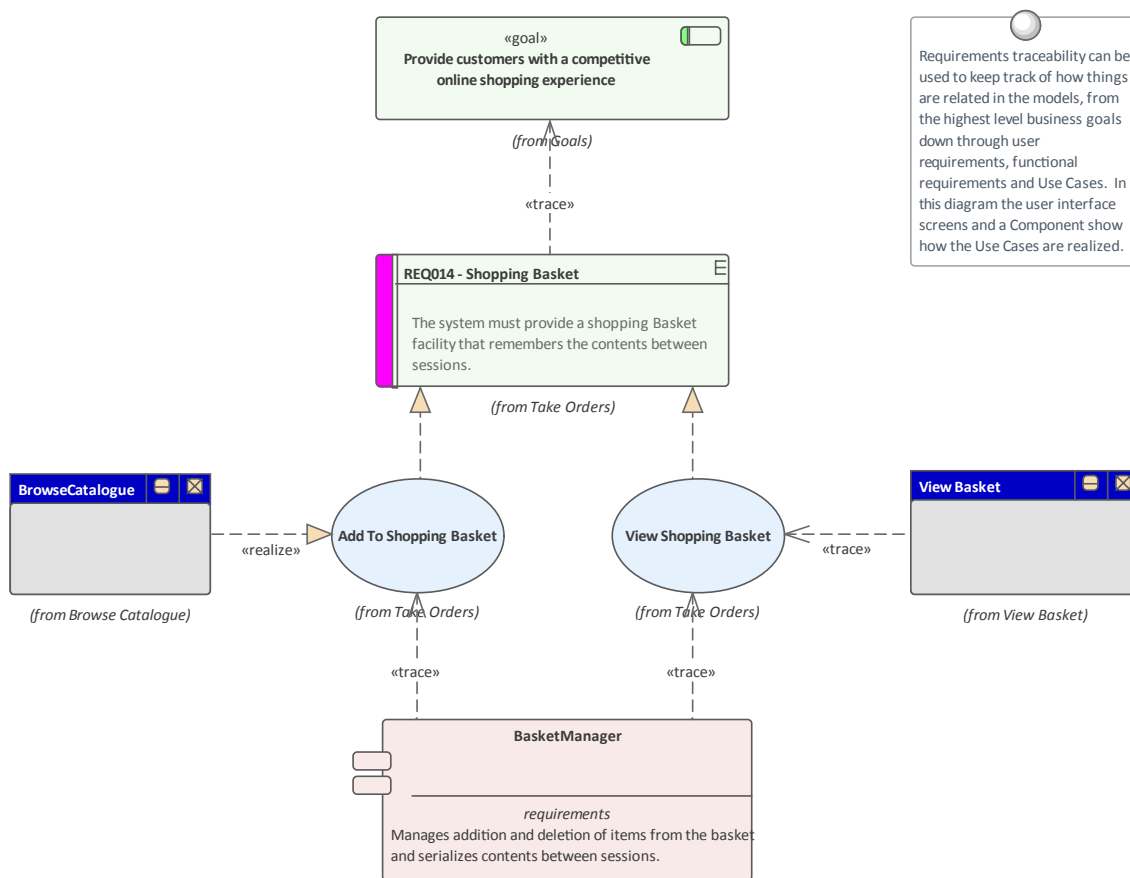 «goal»
Provide customers with a competitive
online shopping experience
(from Goals)
Requirements traceability can be
used to keep track of how things
are related in the models, from
the highest level business goals
down through user
requirements, functional
requirements and Use Cases.  In
this diagram the user interface
screens and a Component show
how the Use Cases are realized.
«trace»
REQ014 - Shopping Basket
E
The system must provide a shopping Basket
facility that remembers the contents between
sessions.
(from Take Orders)
BrowseCatalogue
(from Browse Catalogue)
«realize»
Add To Shopping Basket
(from Take Orders)
View Shopping Basket
(from Take Orders)
«trace»
View Basket
(from View Basket)
«trace»
«trace»
BasketManager
requirements
Manages addition and deletion of items from the basket
and serializes contents between sessions.